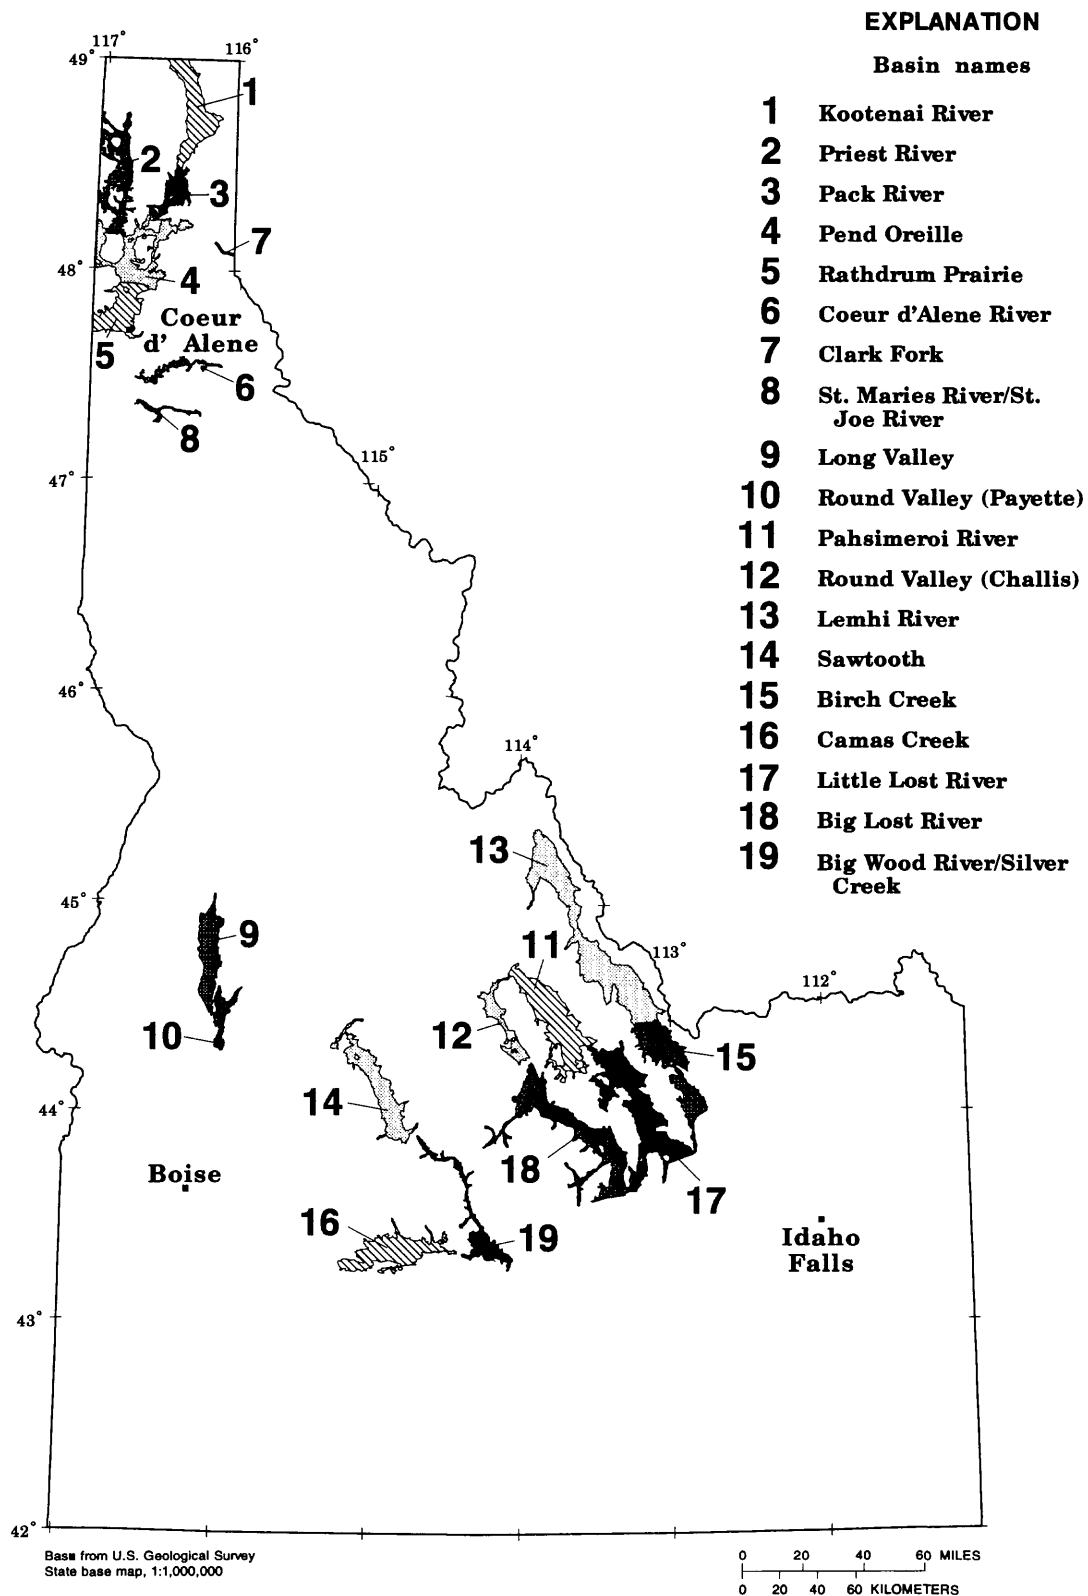 EXPLANATION
Basin names
1 Kootenai River
2 Priest River
3 Pack River
4 Pend Oreille
5 Rathdrum Prairie
6 Coeur d'Alene River
7 Clark Fork
8 St. Maries River/St.
Joe River
9 Long Valley
10 Round Valley (Payette)
11 Pahsimeroi River
12 Round Valley (Challis)
13 Lemhi River
14 Sawtooth
15 Birch Creek
16 Camas Creek
17 Little Lost River
18 Big Lost River
19 Big Wood River/Silver
Creek
117°
116°
49°
1
2
3
7
48°
4
Coeur
d' Alene
5
6
8
115°
47°
46°
114°
13
45°
9
11
113°
112°
10
12
15
14
44°
18
Boise
17
16
19
Idaho
Falls
43°
42°
Base from U.S. Geological Survey
State base map, 1:1,000,000
0 20 40 60 MILES
0 20 40 60 KILOMETERS